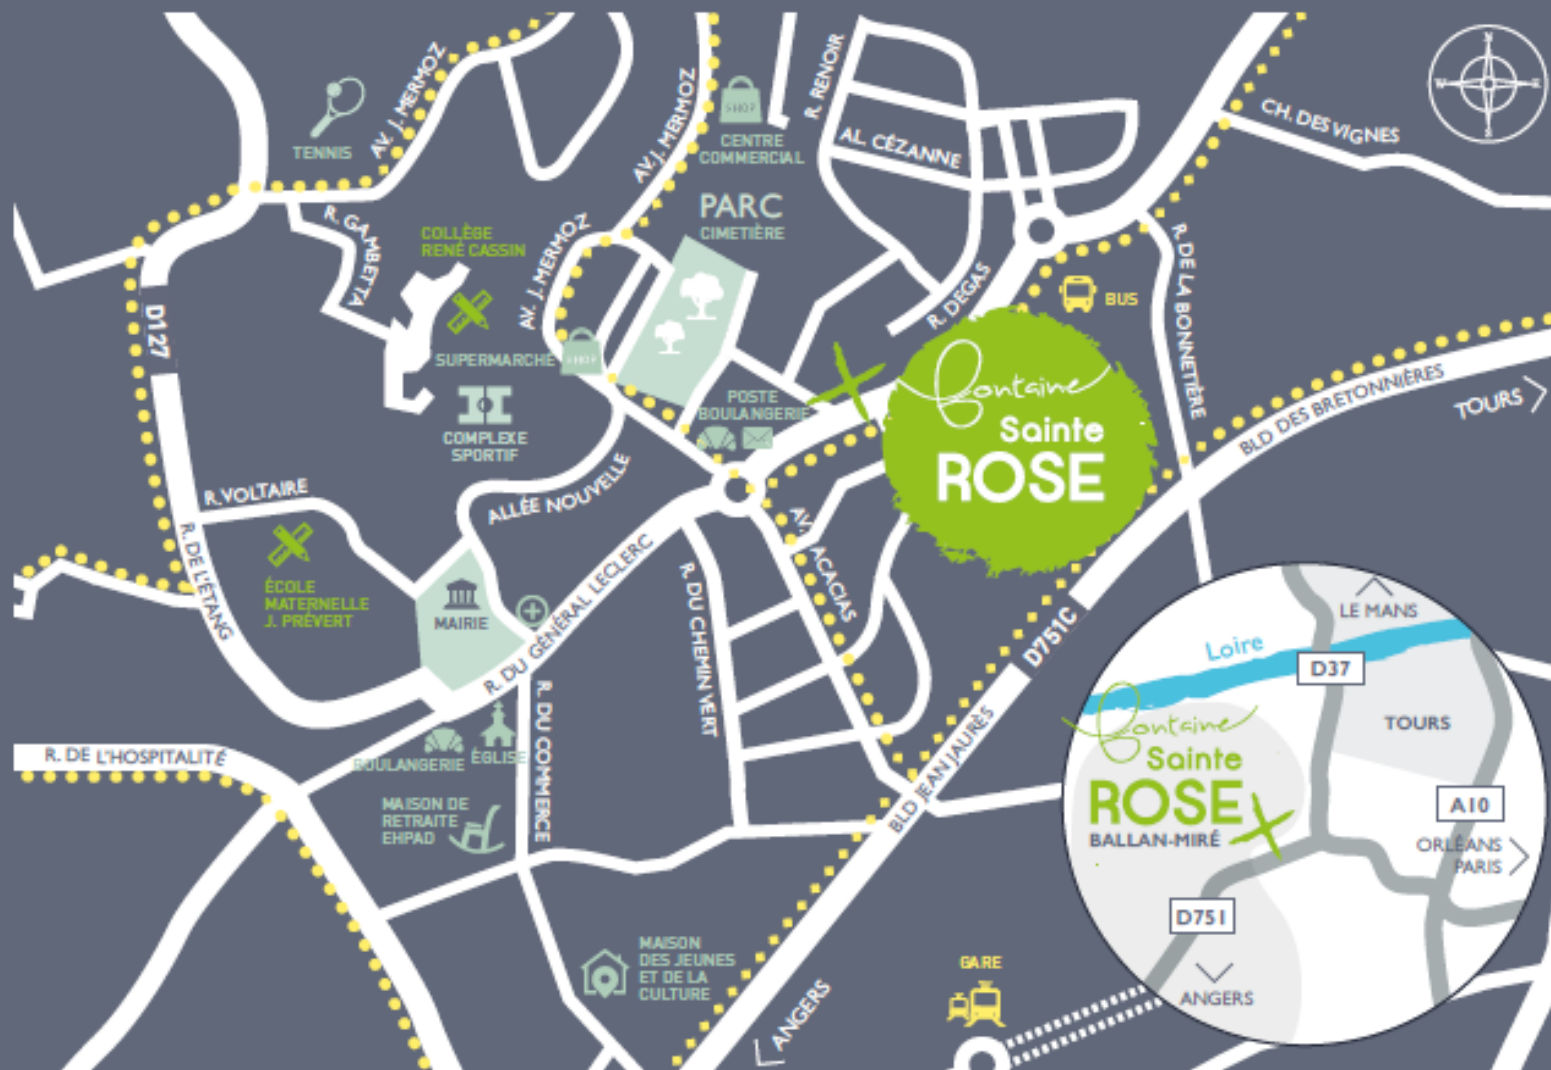 N
W
E
S
AV. J. MERMOZ
TENNIS
AV. J. MERMOZ
SHOP
CENTRE
COMMERCIAL
R. RENOIR
AL. CÉZANNE
CH. DES VIGNES
PARC
CIMETIÈRE
R. GAMBETTA
COLLÈGE
RENÉ CASSIN
AV. J. MERMOZ
R. DEGAS
BUS
R. DE LA BONNETIÈRE
D127
SUPERMARCHÉ
SHOP
POSTE
BOULANGERIE
Fontaine
Sainte
ROSE
BLD DES BRETONNIÈRES
TOURS
COMPLEXE
SPORTIF
R. VOLTAIRE
ALLÉE NOUVELLE
R. DE L'ÉTANG
ÉCOLE
MATERNELLE
J. PRÉVERT
MAIRIE
R. DU GÉNÉRAL LECLERC
R. DU CHEMIN VERT
AV. ACACIAS
D751C
BLD JEAN JAURÈS
R. DE L'HOSPITALITÉ
BOULANGERIE
ÉGLISE
R. DU COMMERCE
MAISON DE
RETRAITE
EHPAD
MAISON
DES JEUNES
ET DE LA
CULTURE
ANGERS
GARE
LE MANS
Loire
D37
TOURS
Fontaine
Sainte
ROSE
BALLAN-MIRÉ
A10
ORLÉANS
PARIS
D751
ANGERS